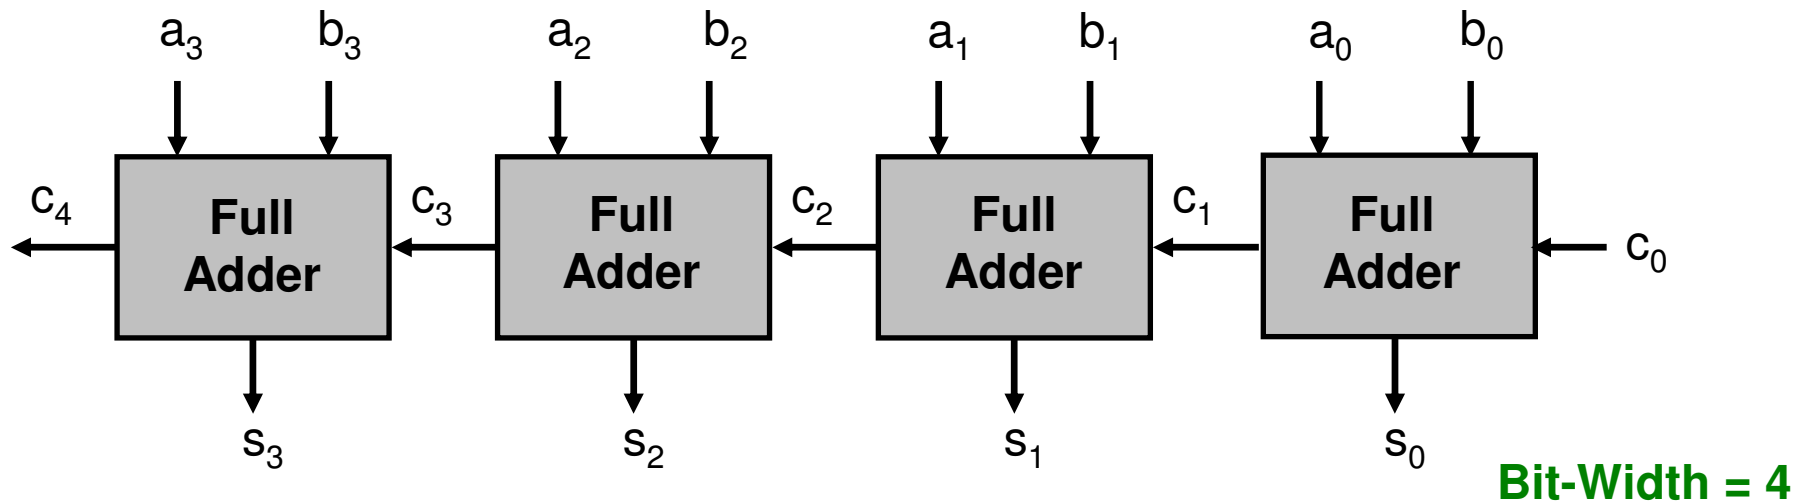 a₃ b₃ a₂ b₂ a₁ b₁ a₀ b₀
c₄ Full Adder c₃ Full Adder c₂ Full Adder c₁ Full Adder c₀
s₃ s₂ s₁ s₀
Bit-Width = 4